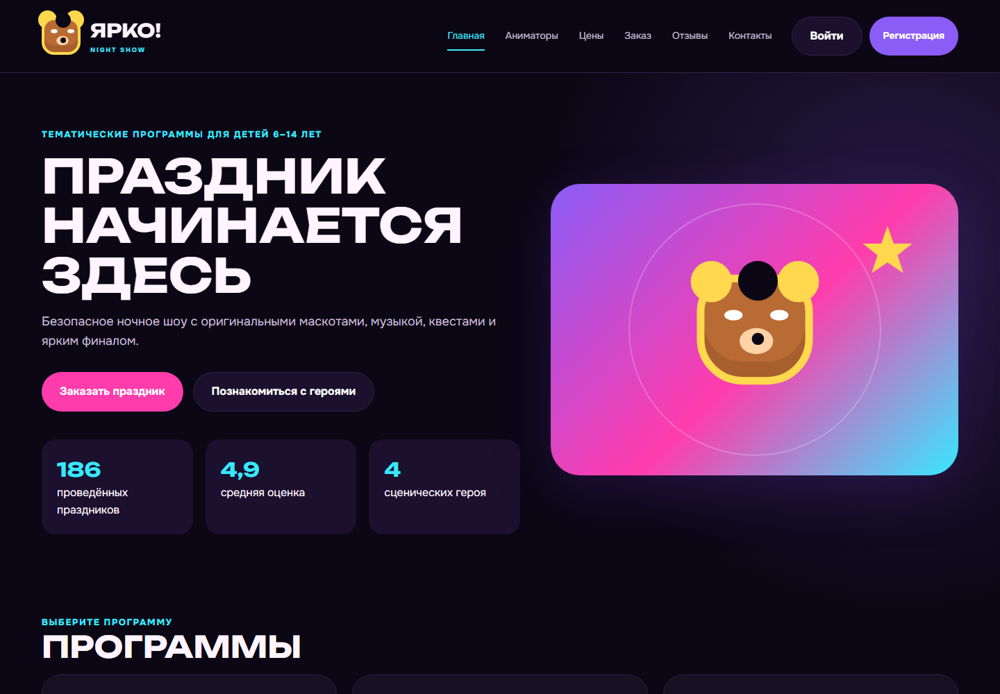 ЯРКО!
NIGHT SHOW
Главная Аниматоры Цены Заказ Отзывы Контакты Войти Регистрация
ТЕМАТИЧЕСКИЕ ПРОГРАММЫ ДЛЯ ДЕТЕЙ 6–14 ЛЕТ
ПРАЗДНИК
НАЧИНАЕТСЯ
ЗДЕСЬ
Безопасное ночное шоу с оригинальными маскотами, музыкой, квестами и
ярким финалом.
Заказать праздник Познакомиться с героями
186
проведённых
праздников
4,9
средняя оценка
4
сценических героя
ВЫБЕРИТЕ ПРОГРАММУ
ПРОГРАММЫ